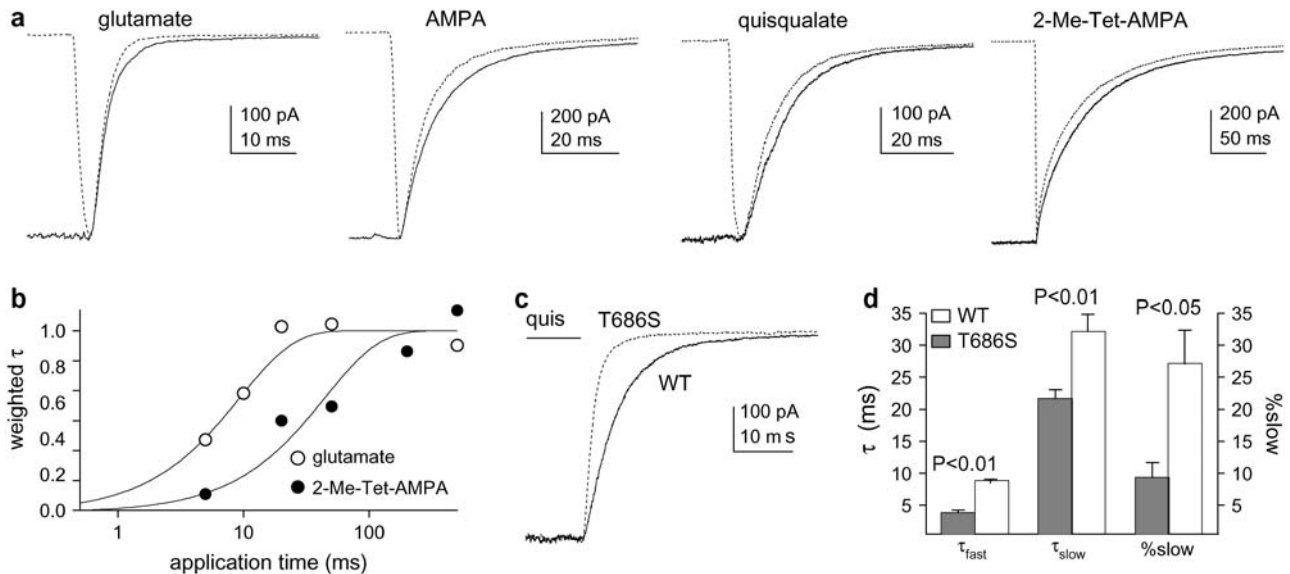 a
glutamate
AMPA
quisqualate
2-Me-Tet-AMPA
100 pA
10 ms
200 pA
20 ms
100 pA
20 ms
200 pA
50 ms
b
weighted τ
1.0
0.8
0.6
0.4
0.2
0.0
glutamate
2-Me-Tet-AMPA
1
10
100
application time (ms)
c
quis
T686S
WT
100 pA
10 m s
d
WT
T686S
P<0.01
P<0.01
P<0.05
τ (ms)
35
30
25
20
15
10
5
35
30
25
20
15
10
5
%slow
τfast
τslow
%slow